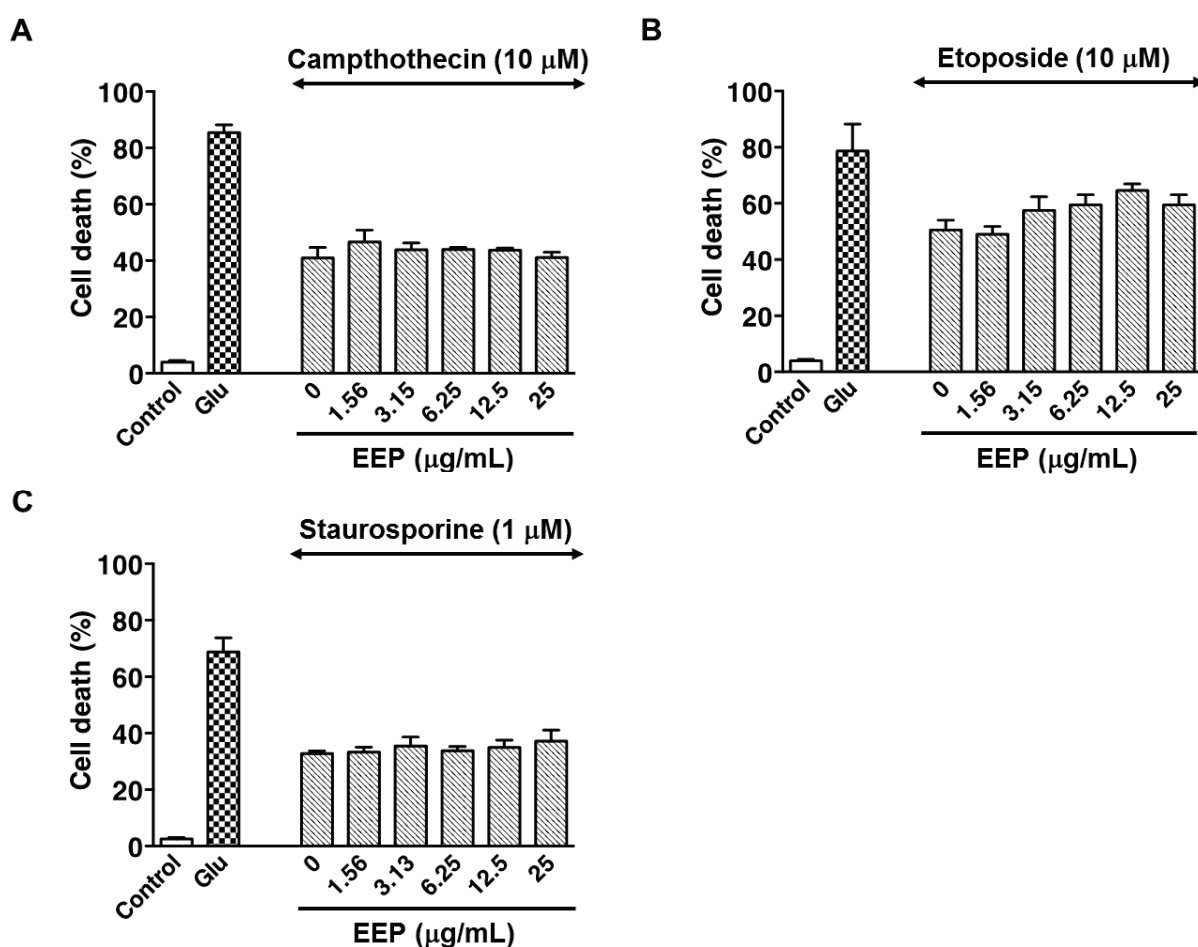 A
Campthothecin (10 μM)
Cell death (%)
100
80
60
40
20
0
Control
Glu
0
1.56
3.15
6.25
12.5
25
EEP (μg/mL)
B
Etoposide (10 μM)
Cell death (%)
100
80
60
40
20
0
Control
Glu
0
1.56
3.15
6.25
12.5
25
EEP (μg/mL)
C
Staurosporine (1 μM)
Cell death (%)
100
80
60
40
20
0
Control
Glu
0
1.56
3.13
6.25
12.5
25
EEP (μg/mL)